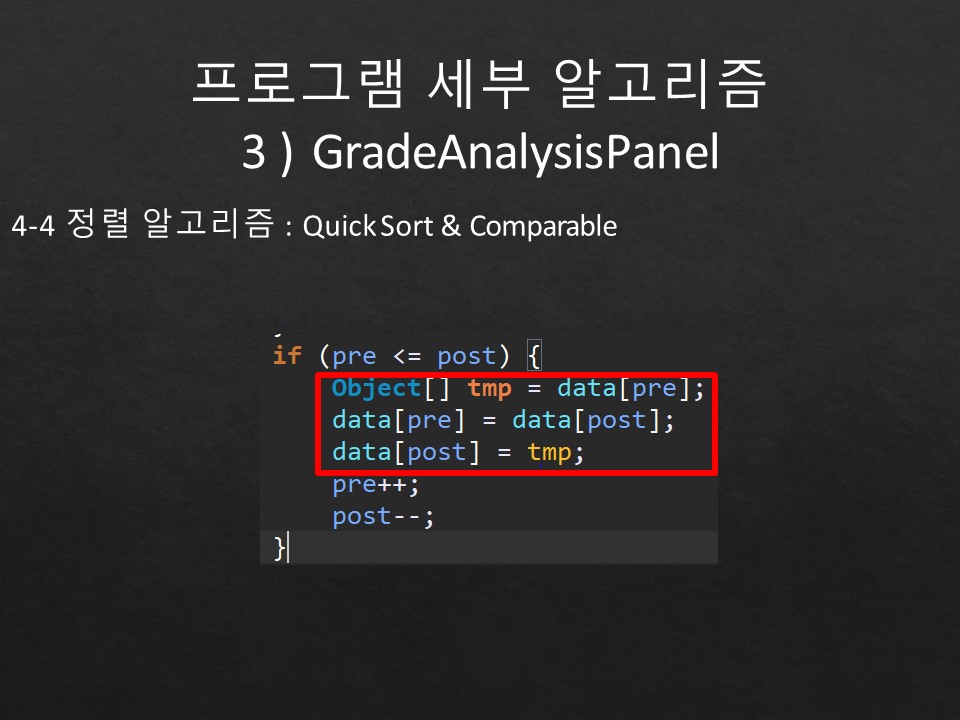 프로그램 세부 알고리즘
3 ) GradeAnalysisPanel
4-4 정렬 알고리즘 : Quick Sort & Comparable
if (pre <= post) {
Object[] tmp = data[pre];
data[pre] = data[post];
data[post] = tmp;
pre++;
post--;
}